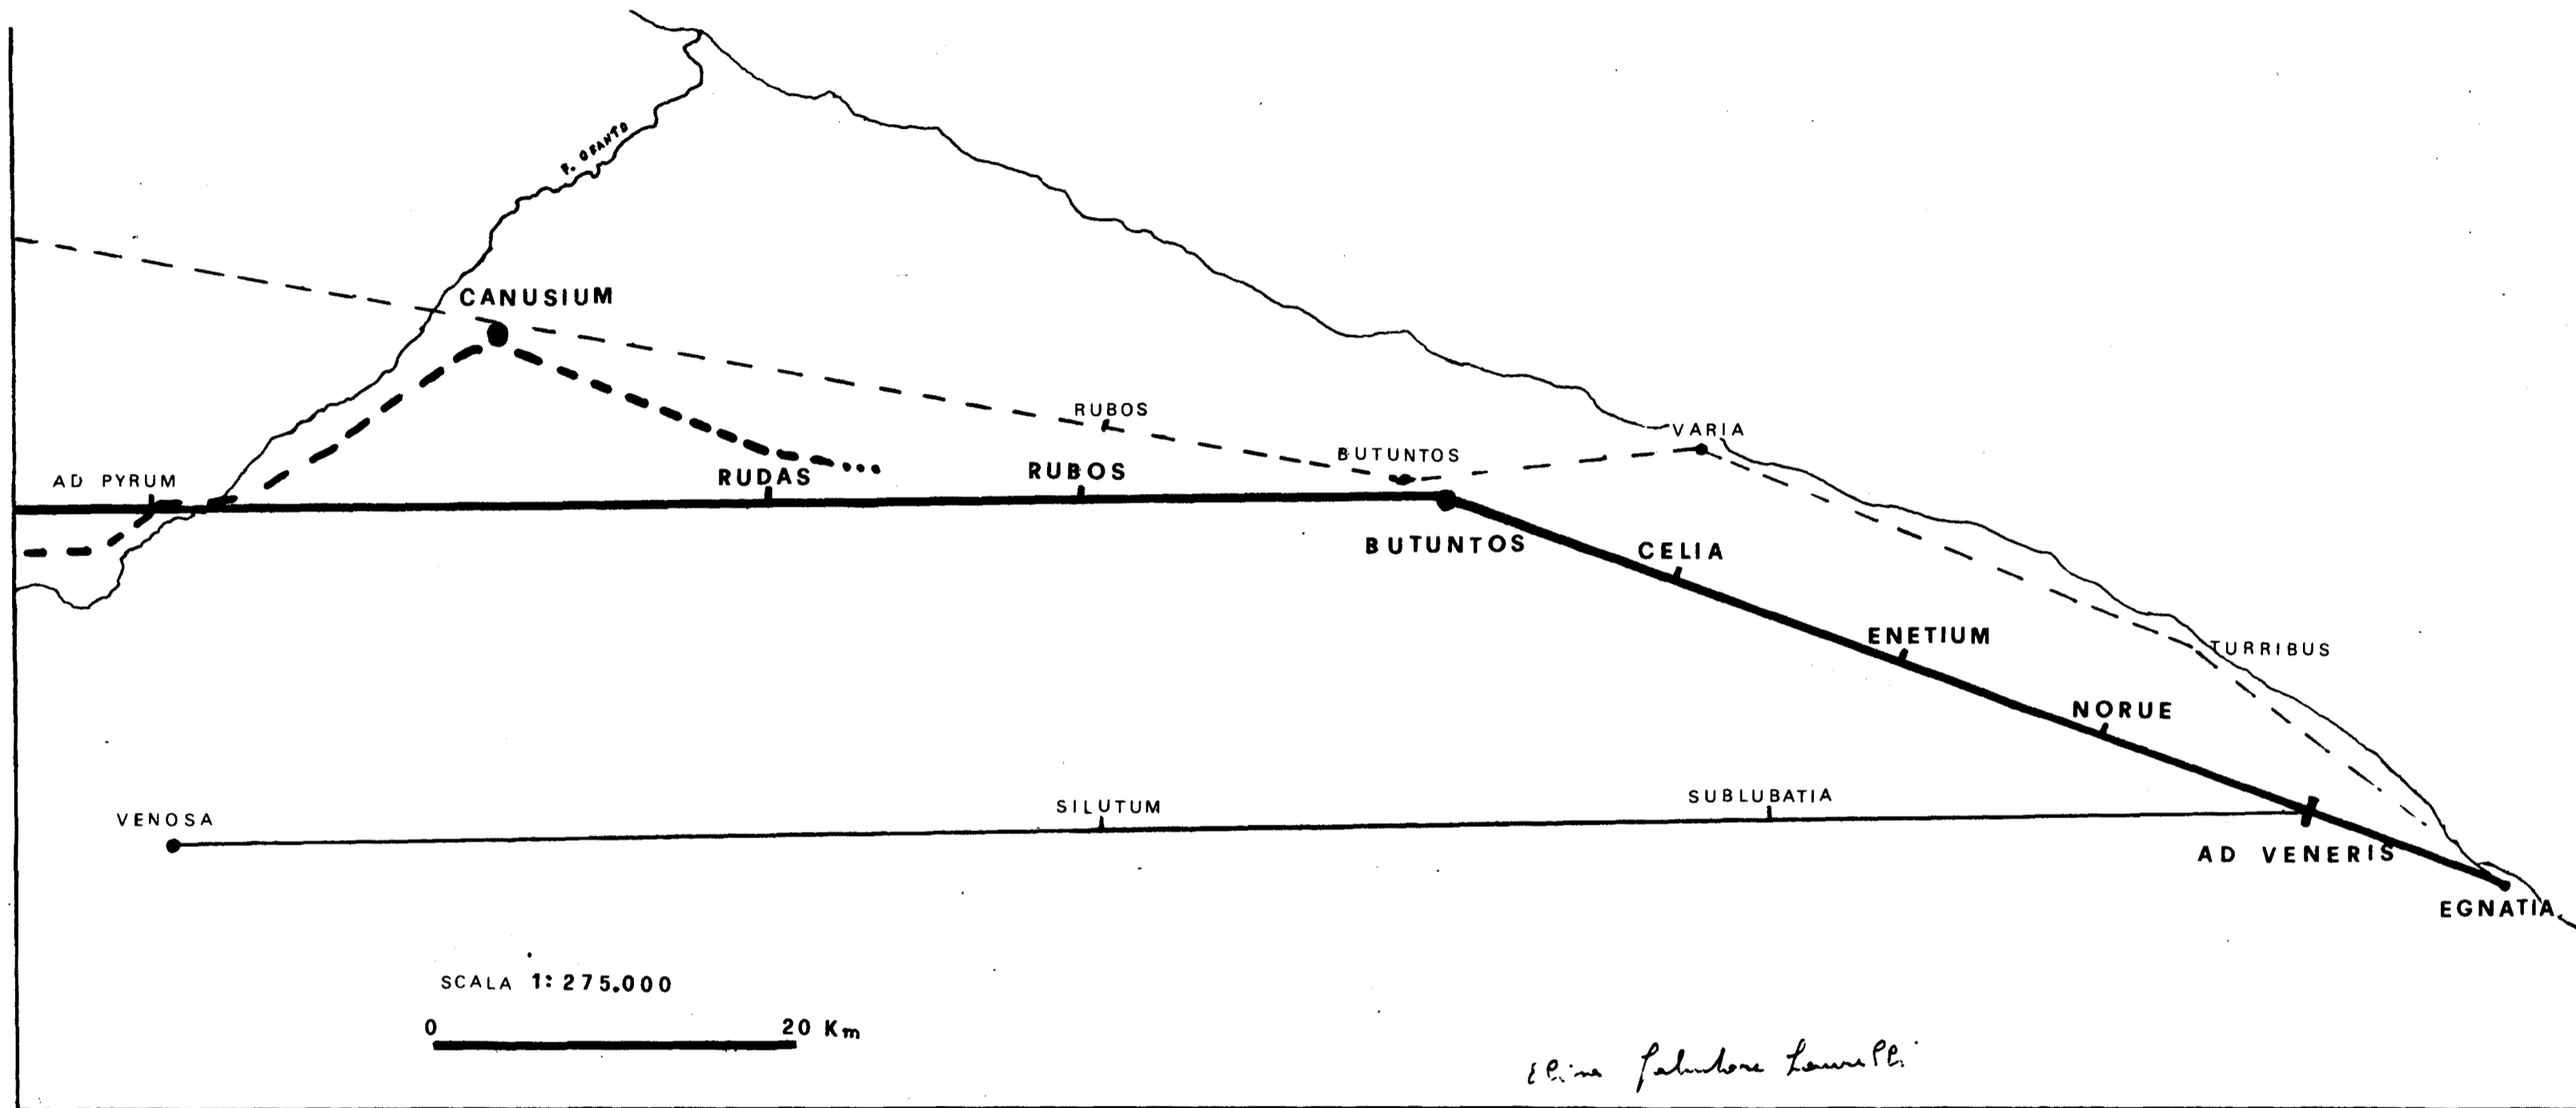 F. OFANTO
CANUSIUM
RUBOS
VARIA
BUTUNTOS
AD PYRUM
RUDAS
RUBOS
BUTUNTOS
CELIA
ENETIUM
TURRIBUS
NORUE
SUBLUBATIA
SILUTUM
VENOSA
AD VENERIS
EGNATIA
SCALA 1:275.000
0 20 Km